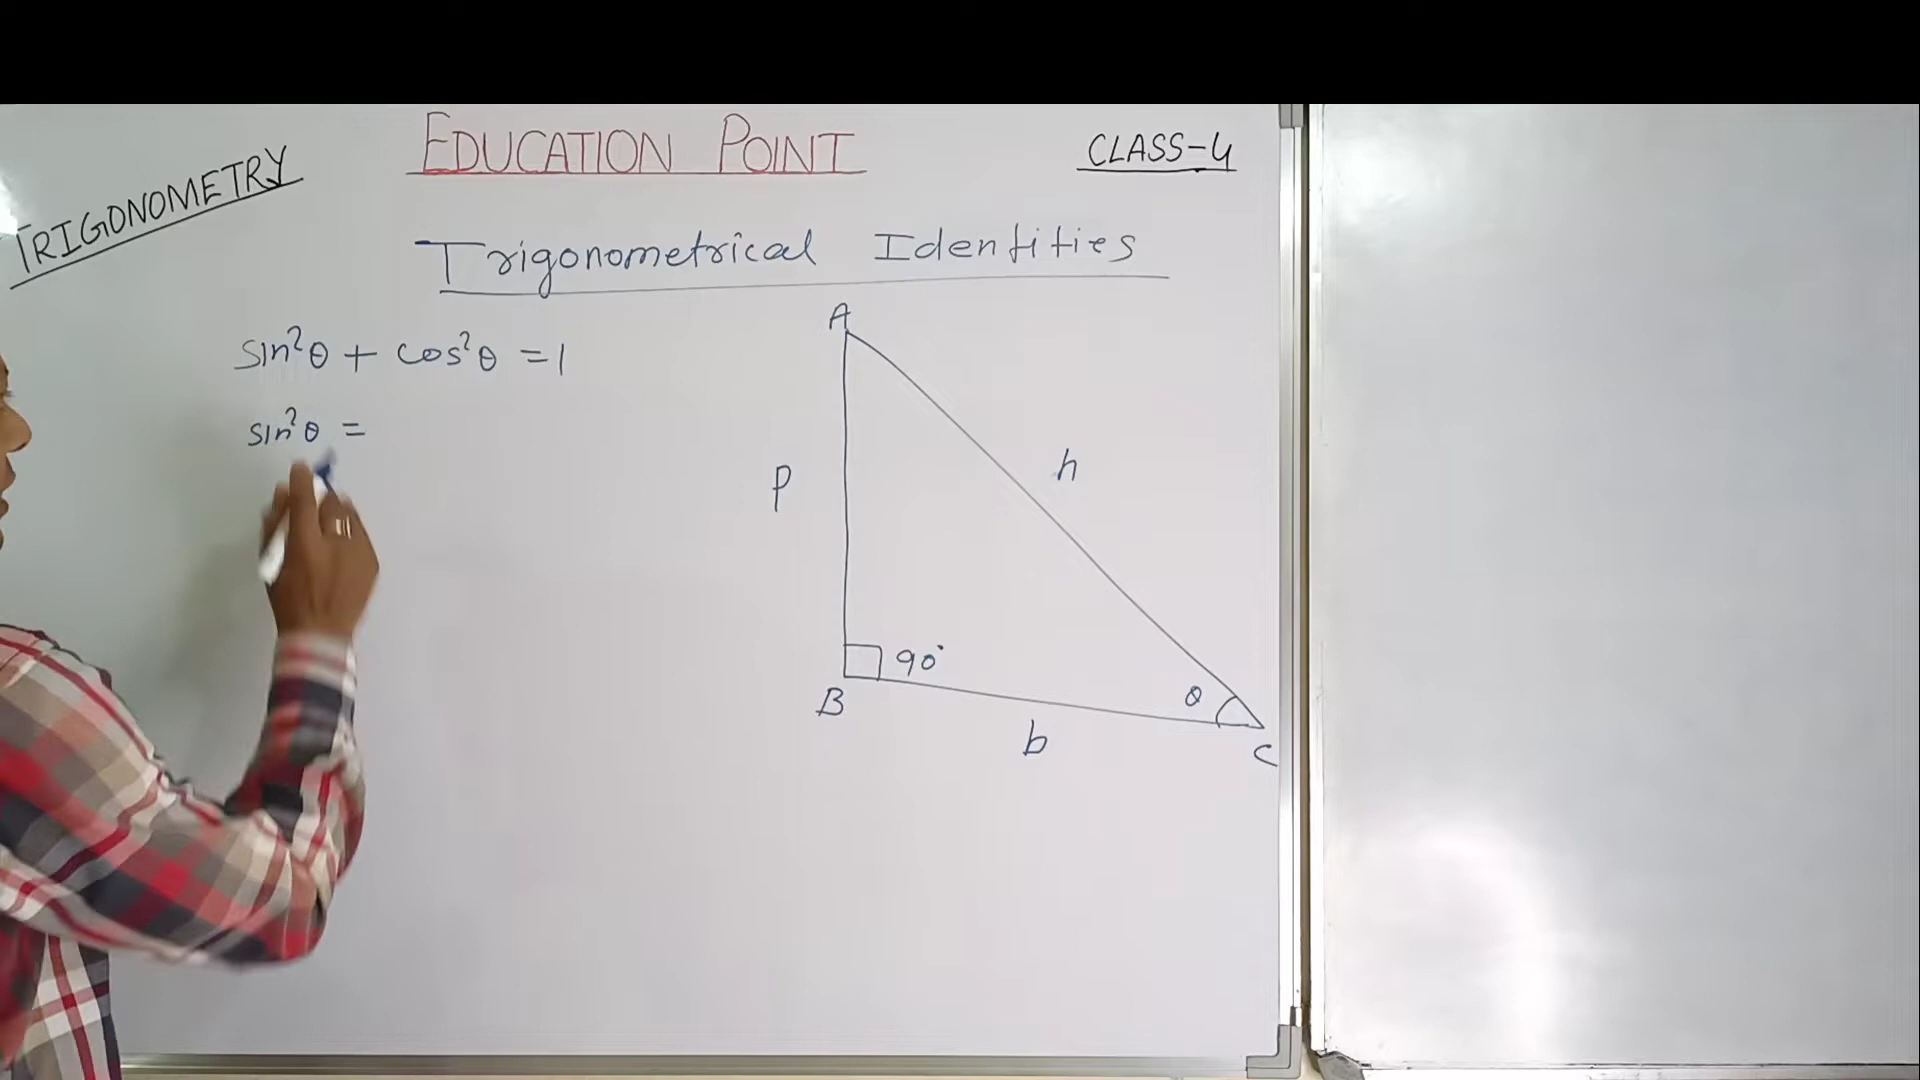 EDUCATION POINT
CLASS-4
TRIGONOMETRY
Trigonometrical Identities
sin²θ + cos²θ = 1
sin²θ =
A
p
h
90°
B
θ
b
C